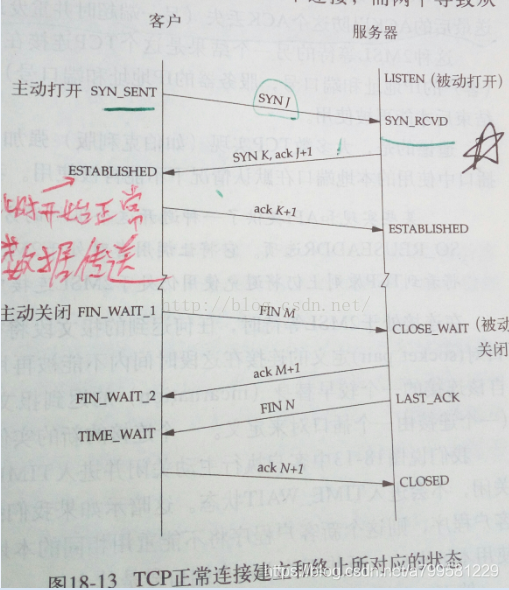 客户
服务器
LISTEN (被动打开)
主动打开 SYN_SENT
SYN J
SYN_RCVD
SYN K, ack J+1
ESTABLISHED
ack K+1
ESTABLISHED
此时开始正常
数据传送
http://blog.csdn.net/
主动关闭 FIN_WAIT_1
FIN M
CLOSE_WAIT (被动
关闭
ack M+1
FIN_WAIT_2
FIN N
LAST_ACK
TIME_WAIT
ack N+1
CLOSED
图18-13 TCP正常连接建立和终止所对应的状态
https://blog.csdn.net/a799581229